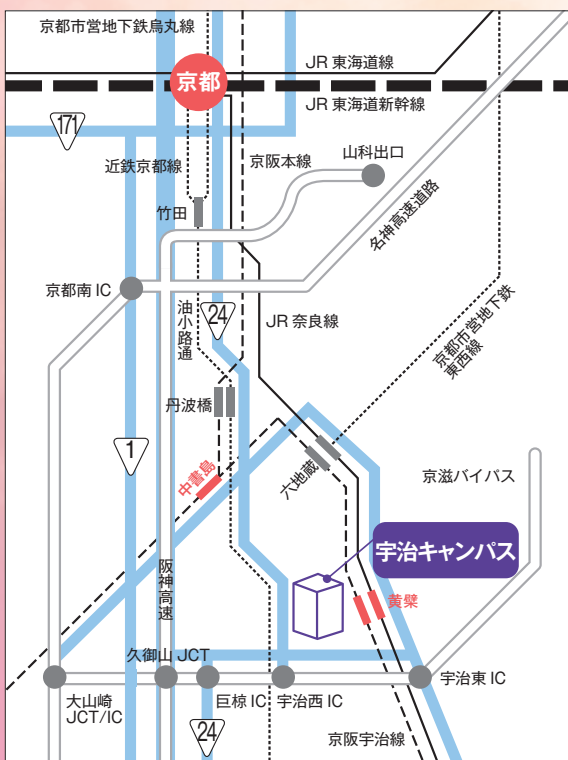 京都市営地下鉄烏丸線
JR 東海道線
京都
JR 東海道新幹線
171
近鉄京都線
京阪本線
山科出口
竹田
名神高速道路
京都南 IC
油小路通
24
JR 奈良線
京都市営地下鉄
東西線
丹波橋
1
中書島
六地蔵
京滋バイパス
宇治キャンパス
阪神高速
黄檗
久御山 JCT
大山崎
JCT/IC
巨椋 IC
宇治西 IC
宇治東 IC
24
京阪宇治線